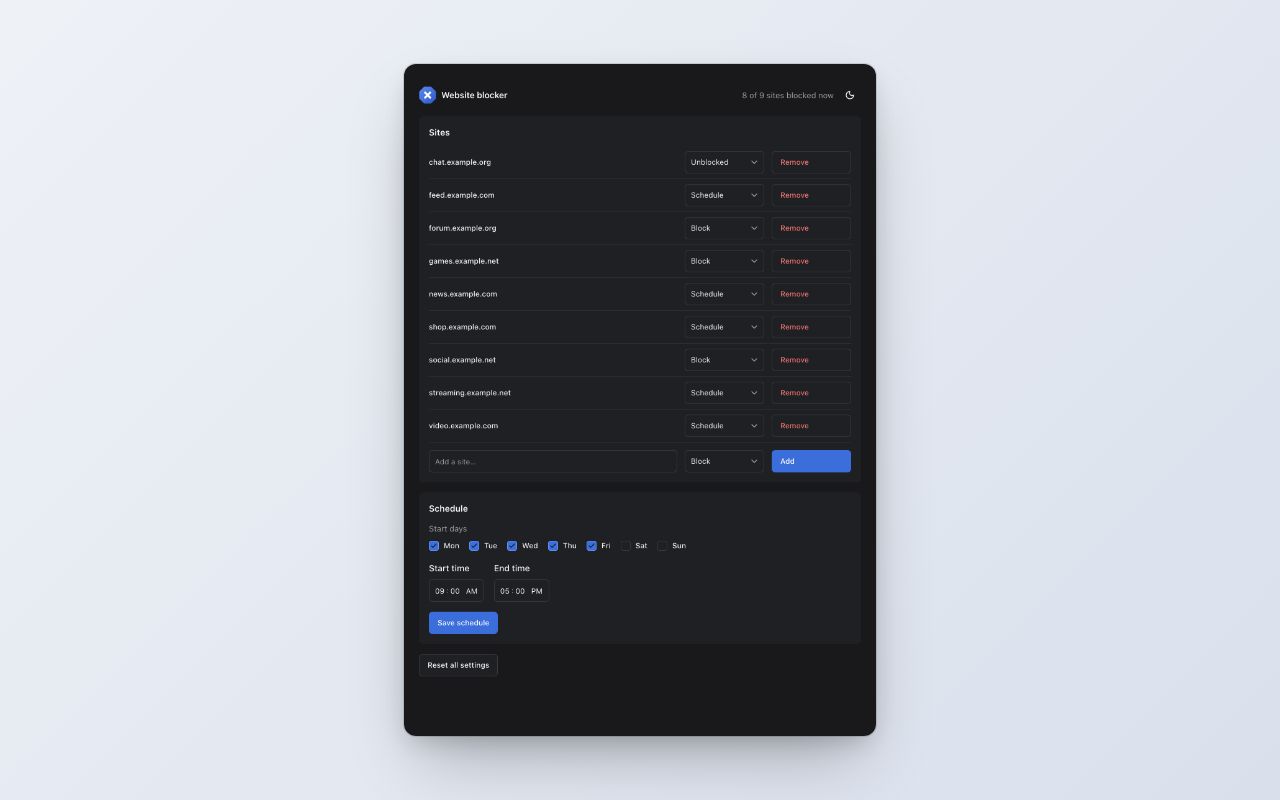 Website blocker 8 of 9 sites blocked now
Sites
chat.example.org Unblocked Remove
feed.example.com Schedule Remove
forum.example.org Block Remove
games.example.net Block Remove
news.example.com Schedule Remove
shop.example.com Schedule Remove
social.example.net Block Remove
streaming.example.net Schedule Remove
video.example.com Schedule Remove
Add a site... Block Add
Schedule
Start days
Mon Tue Wed Thu Fri Sat Sun
Start time End time
09 : 00 AM 05 : 00 PM
Save schedule
Reset all settings